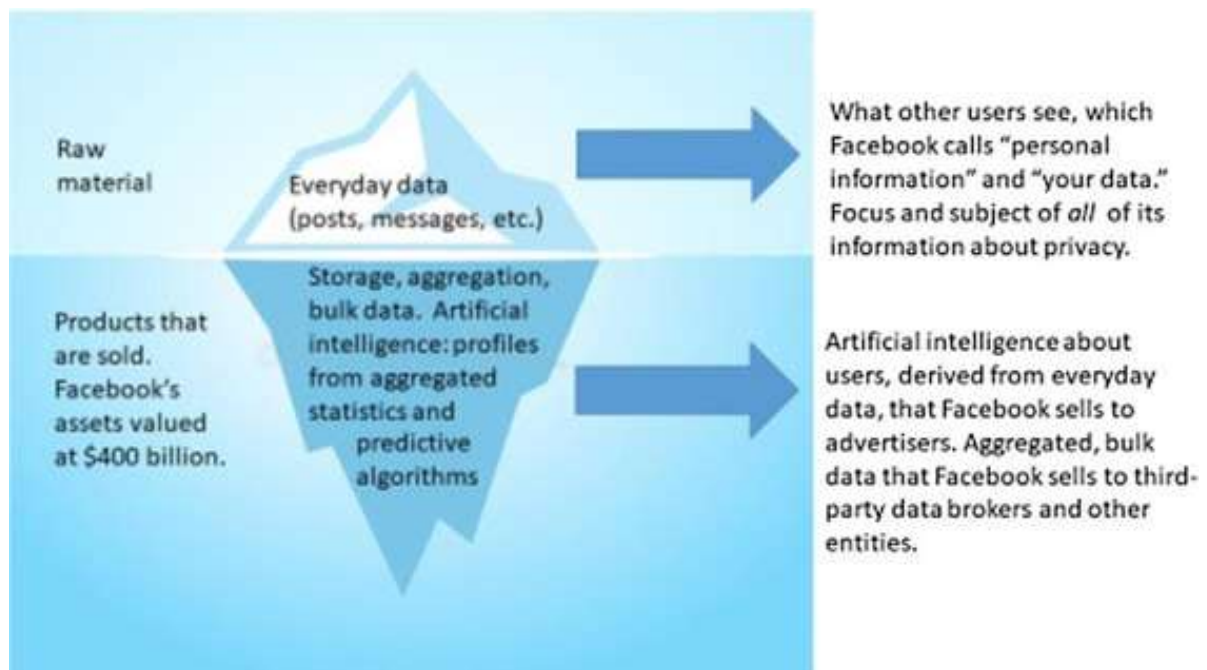 Raw
material
Everyday data
(posts, messages, etc.)
What other users see, which
Facebook calls “personal
information” and “your data.”
Focus and subject of all of its
information about privacy.
Products that
are sold.
Facebook’s
assets valued
at $400 billion.
Storage, aggregation,
bulk data. Artificial
intelligence: profiles
from aggregated
statistics and
predictive
algorithms
Artificial intelligence about
users, derived from everyday
data, that Facebook sells to
advertisers. Aggregated, bulk
data that Facebook sells to third-
party data brokers and other
entities.